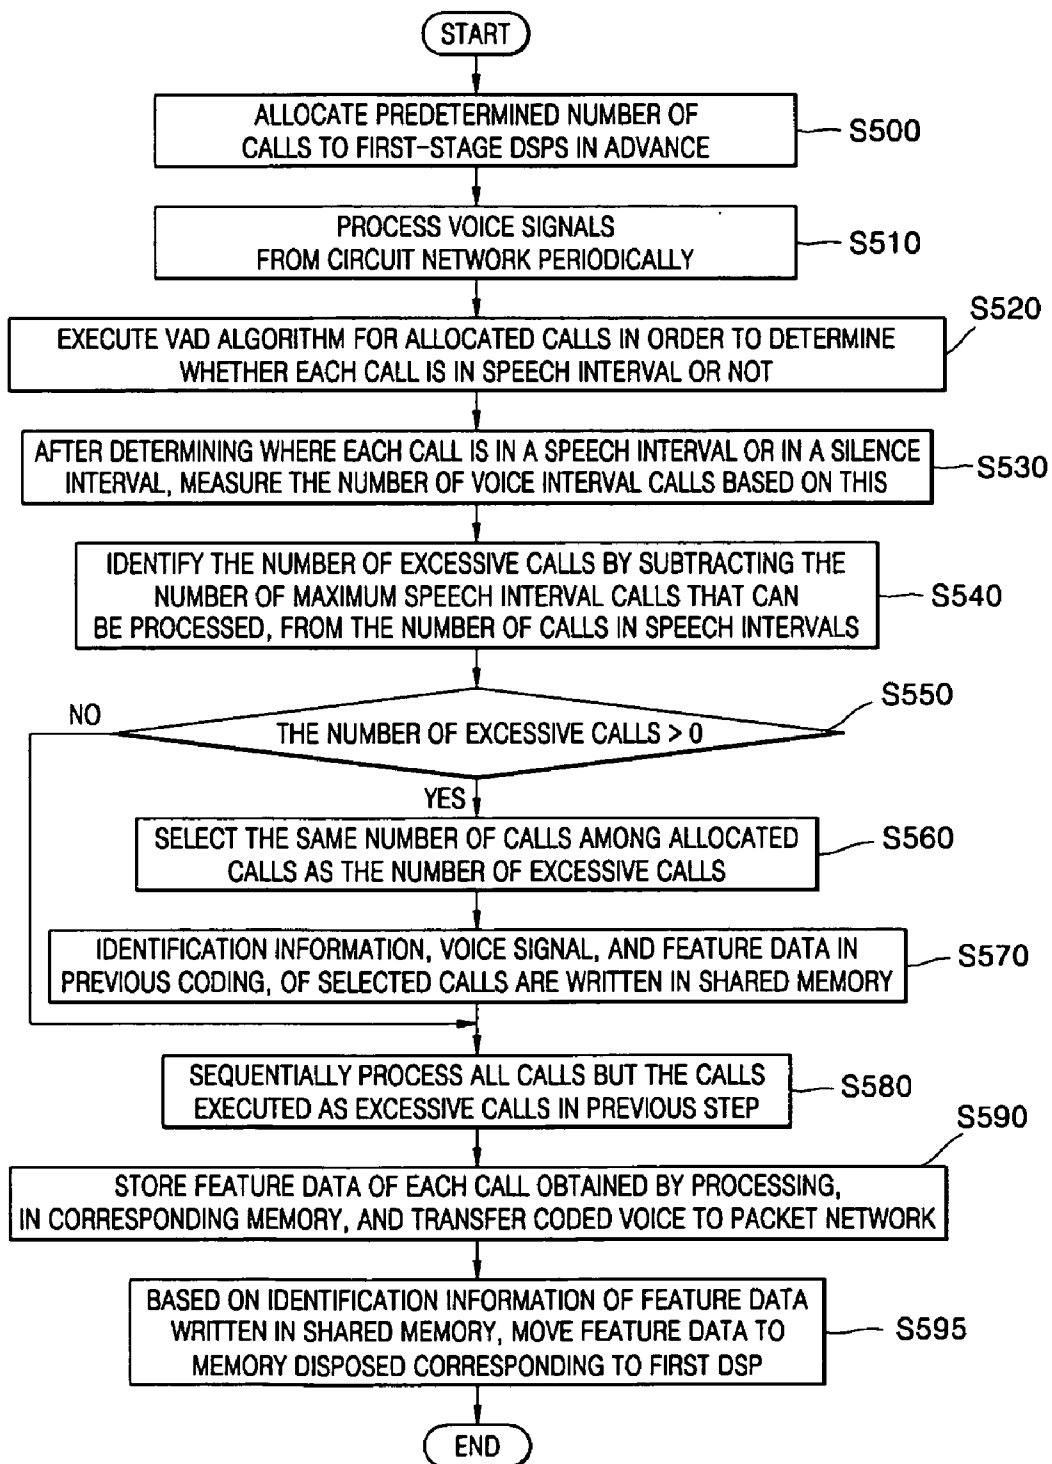 START
ALLOCATE PREDETERMINED NUMBER OF
CALLS TO FIRST-STAGE DSPS IN ADVANCE
S500
PROCESS VOICE SIGNALS
FROM CIRCUIT NETWORK PERIODICALLY
S510
S520
EXECUTE VAD ALGORITHM FOR ALLOCATED CALLS IN ORDER TO DETERMINE
WHETHER EACH CALL IS IN SPEECH INTERVAL OR NOT
AFTER DETERMINING WHERE EACH CALL IS IN A SPEECH INTERVAL OR IN A SILENCE
INTERVAL, MEASURE THE NUMBER OF VOICE INTERVAL CALLS BASED ON THIS
S530
IDENTIFY THE NUMBER OF EXCESSIVE CALLS BY SUBTRACTING THE
NUMBER OF MAXIMUM SPEECH INTERVAL CALLS THAT CAN
BE PROCESSED, FROM THE NUMBER OF CALLS IN SPEECH INTERVALS
S540
S550
NO
THE NUMBER OF EXCESSIVE CALLS > 0
YES
SELECT THE SAME NUMBER OF CALLS AMONG ALLOCATED
CALLS AS THE NUMBER OF EXCESSIVE CALLS
S560
IDENTIFICATION INFORMATION, VOICE SIGNAL, AND FEATURE DATA IN
PREVIOUS CODING, OF SELECTED CALLS ARE WRITTEN IN SHARED MEMORY
S570
SEQUENTIALLY PROCESS ALL CALLS BUT THE CALLS
EXECUTED AS EXCESSIVE CALLS IN PREVIOUS STEP
S580
S590
STORE FEATURE DATA OF EACH CALL OBTAINED BY PROCESSING,
IN CORRESPONDING MEMORY, AND TRANSFER CODED VOICE TO PACKET NETWORK
BASED ON IDENTIFICATION INFORMATION OF FEATURE DATA
WRITTEN IN SHARED MEMORY, MOVE FEATURE DATA TO
MEMORY DISPOSED CORRESPONDING TO FIRST DSP
S595
END